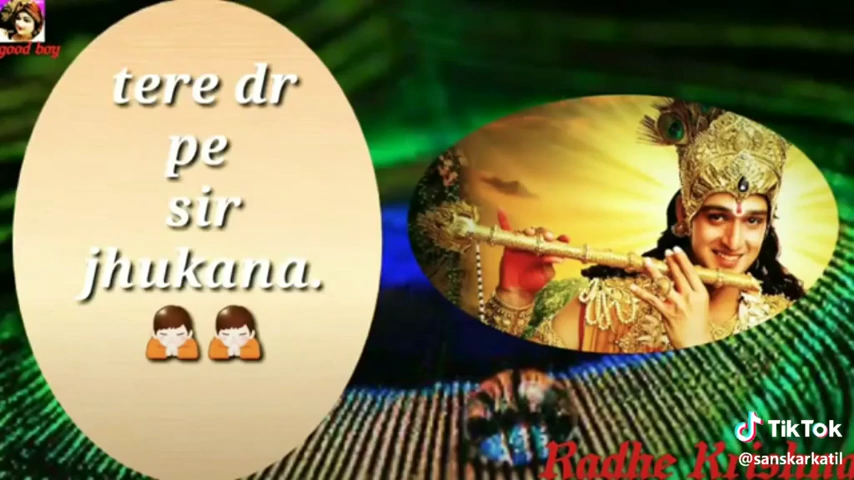 good boy
tere dr
pe
sir
jhukana.
Radhe Krishna
TikTok
@sanskarkatil